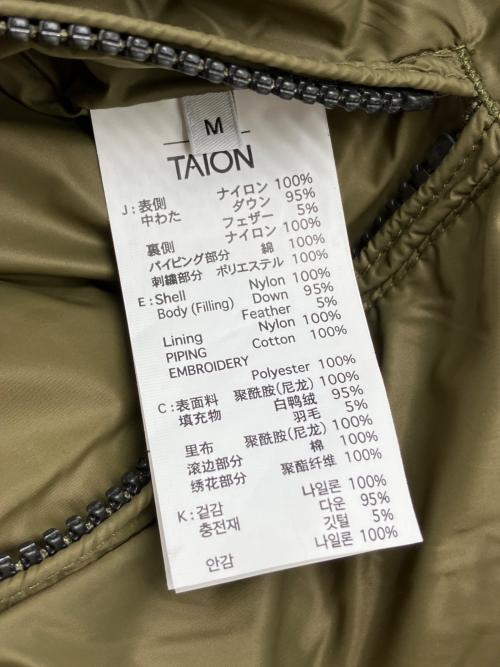 M
TAION
J:表側 ナイロン 100%
中わた ダウン 95%
フェザー 5%
裏側 ナイロン 100%
パイピング部分 綿 100%
刺繍部分 ポリエステル 100%
E:Shell Nylon 100%
Body (Filling) Down 95%
Feather 5%
Lining Nylon 100%
PIPING Cotton 100%
EMBROIDERY
Polyester 100%
C:表面料 聚酰胺(尼龙) 100%
填充物 白鸭绒 95%
羽毛 5%
里布 聚酰胺(尼龙) 100%
滚边部分 棉 100%
绣花部分 聚酯纤维 100%
K:겉감 나일론 100%
충전재 다운 95%
깃털 5%
안감 나일론 100%